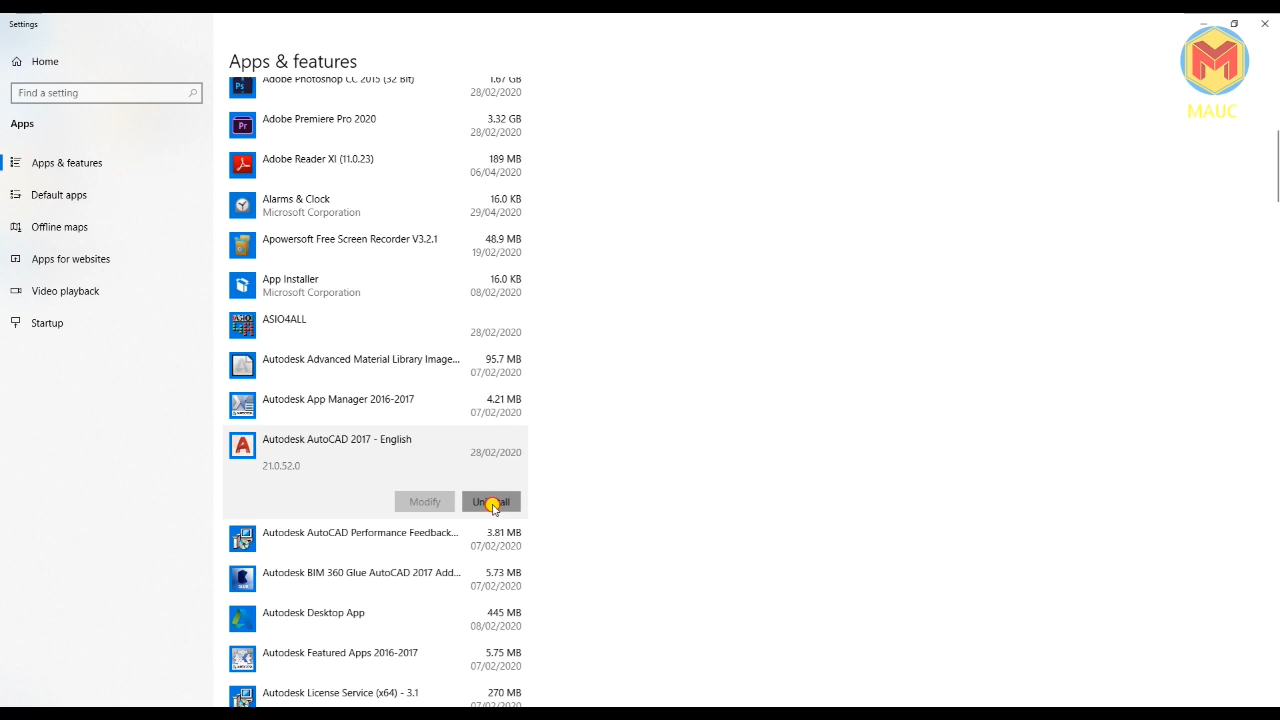 Settings
Home
Find a setting
Apps
Apps & features
Default apps
Offline maps
Apps for websites
Video playback
Startup
Apps & features
Adobe Photoshop CC 2015 (32 Bit) 1.67 GB
28/02/2020
Adobe Premiere Pro 2020 3.32 GB
28/02/2020
Adobe Reader XI (11.0.23) 189 MB
06/04/2020
Alarms & Clock 16.0 KB
Microsoft Corporation 29/04/2020
Apowersoft Free Screen Recorder V3.2.1 48.9 MB
19/02/2020
App Installer 16.0 KB
Microsoft Corporation 08/02/2020
ASIO4ALL
28/02/2020
Autodesk Advanced Material Library Image... 95.7 MB
07/02/2020
Autodesk App Manager 2016-2017 4.21 MB
07/02/2020
Autodesk AutoCAD 2017 - English
28/02/2020
21.0.52.0
Modify Uninstall
Autodesk AutoCAD Performance Feedback... 3.81 MB
07/02/2020
Autodesk BIM 360 Glue AutoCAD 2017 Add... 5.73 MB
07/02/2020
Autodesk Desktop App 445 MB
08/02/2020
Autodesk Featured Apps 2016-2017 5.75 MB
07/02/2020
Autodesk License Service (x64) - 3.1 270 MB
07/02/2020
M
MAUC